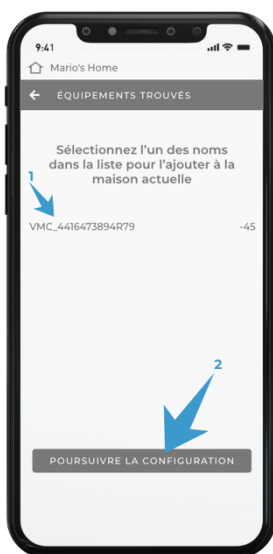 9:41
Mario's Home
ÉQUIPEMENTS TROUVÉS
Sélectionnez l'un des noms
dans la liste pour l'ajouter à la
maison actuelle
1
VMC_4416473894R79 -45
2
POURSUIVRE LA CONFIGURATION